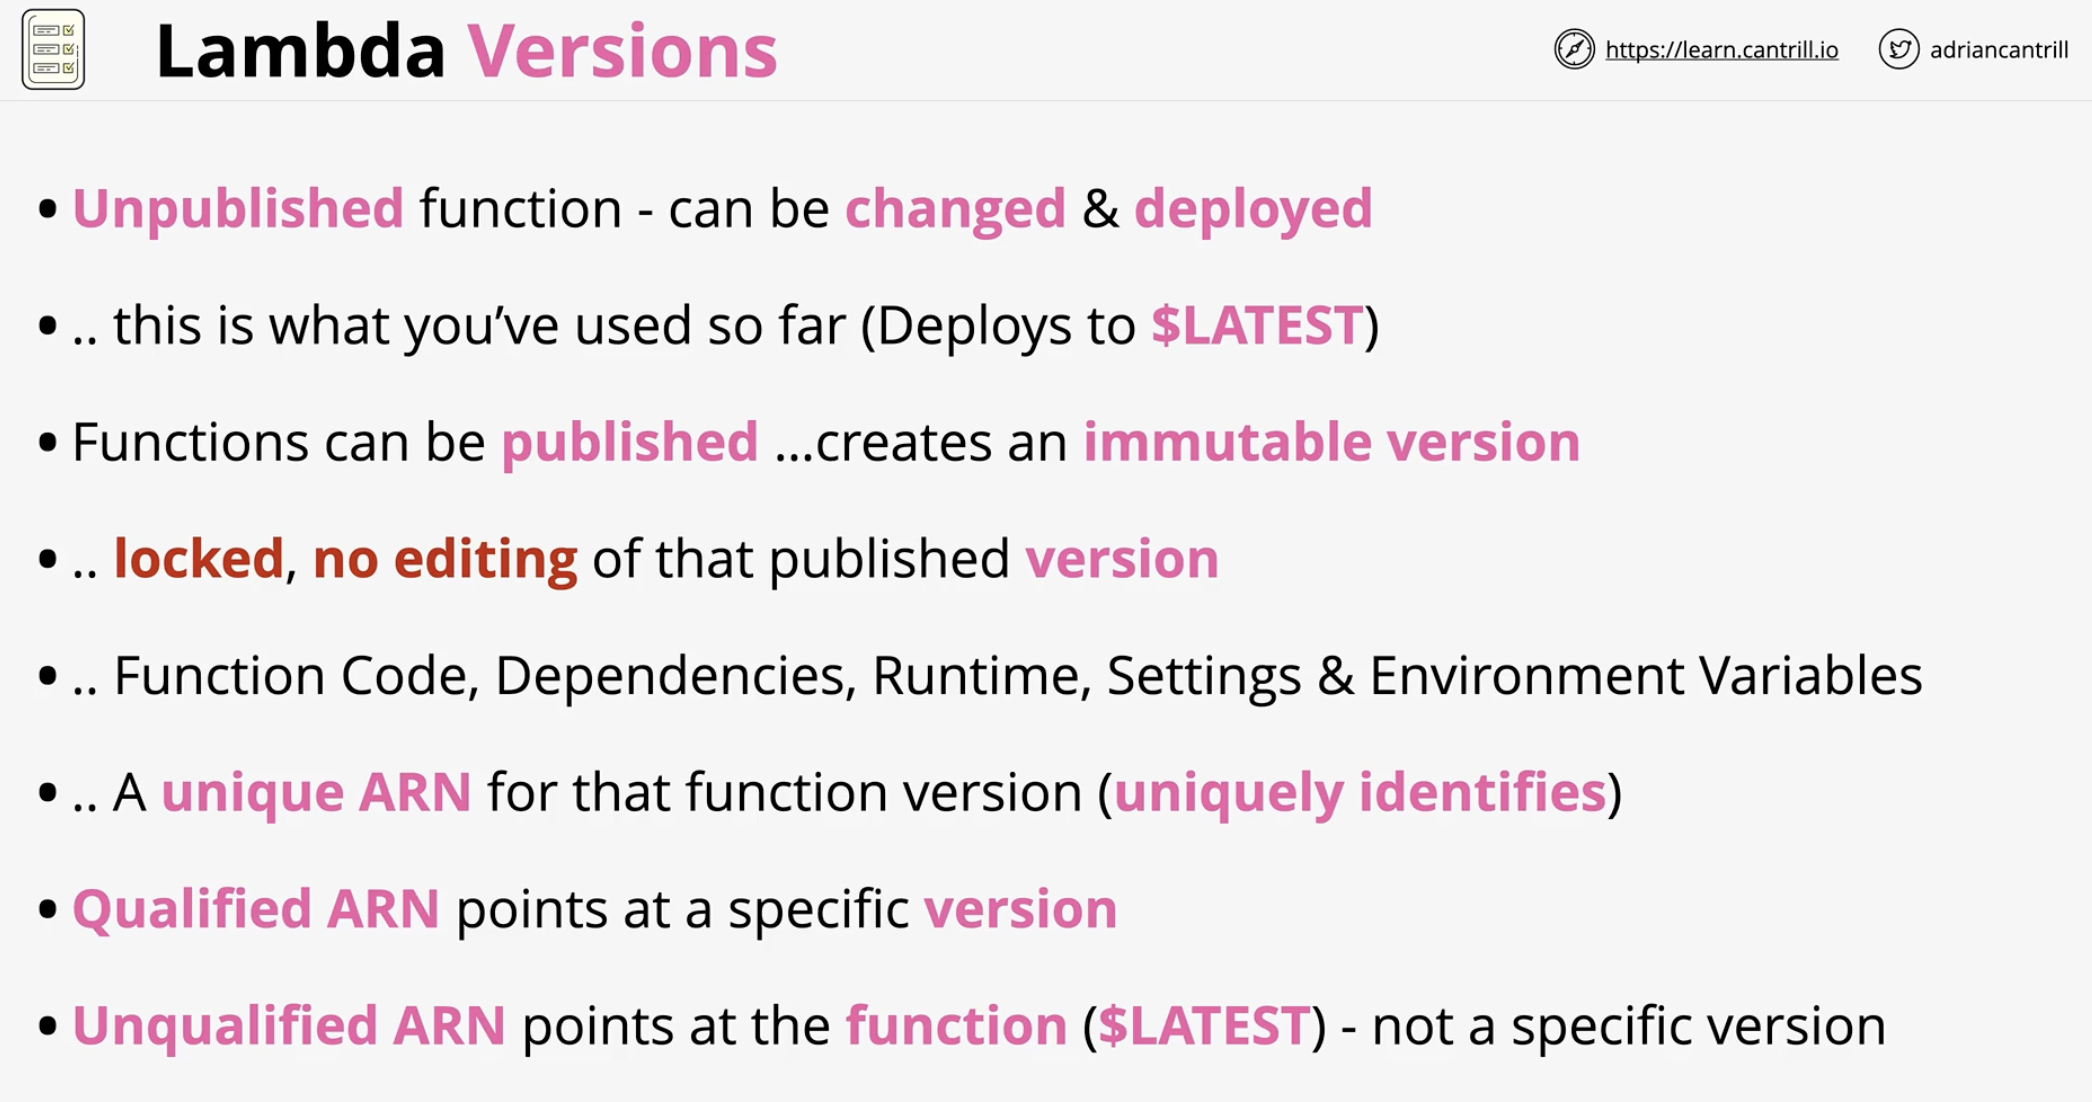 Lambda Versions
https://learn.cantrill.io
adriancantrill
• Unpublished function - can be changed & deployed
• .. this is what you’ve used so far (Deploys to $LATEST)
• Functions can be published ...creates an immutable version
• .. locked, no editing of that published version
• .. Function Code, Dependencies, Runtime, Settings & Environment Variables
• .. A unique ARN for that function version (uniquely identifies)
• Qualified ARN points at a specific version
• Unqualified ARN points at the function ($LATEST) - not a specific version